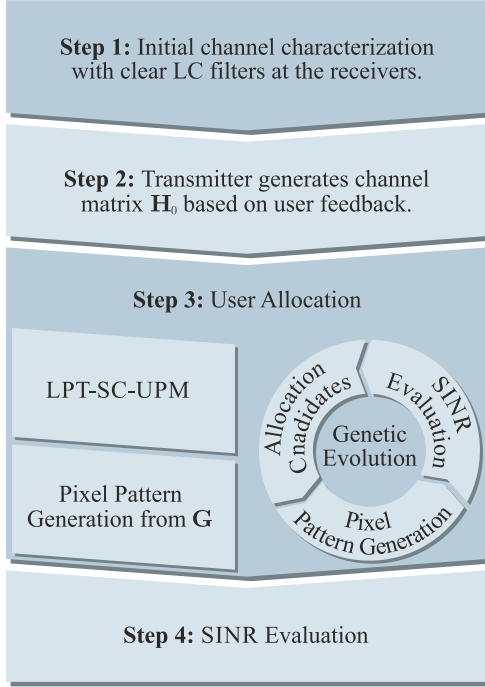 Step 1: Initial channel characterization
with clear LC filters at the receivers.
Step 2: Transmitter generates channel
matrix H₀ based on user feedback.
Step 3: User Allocation
LPT-SC-UPM
Pixel Pattern
Generation from G
Allocation
Cnadidates
SINR
Evaluation
Genetic
Evolution
Pixel
Pattern Generation
Step 4: SINR Evaluation